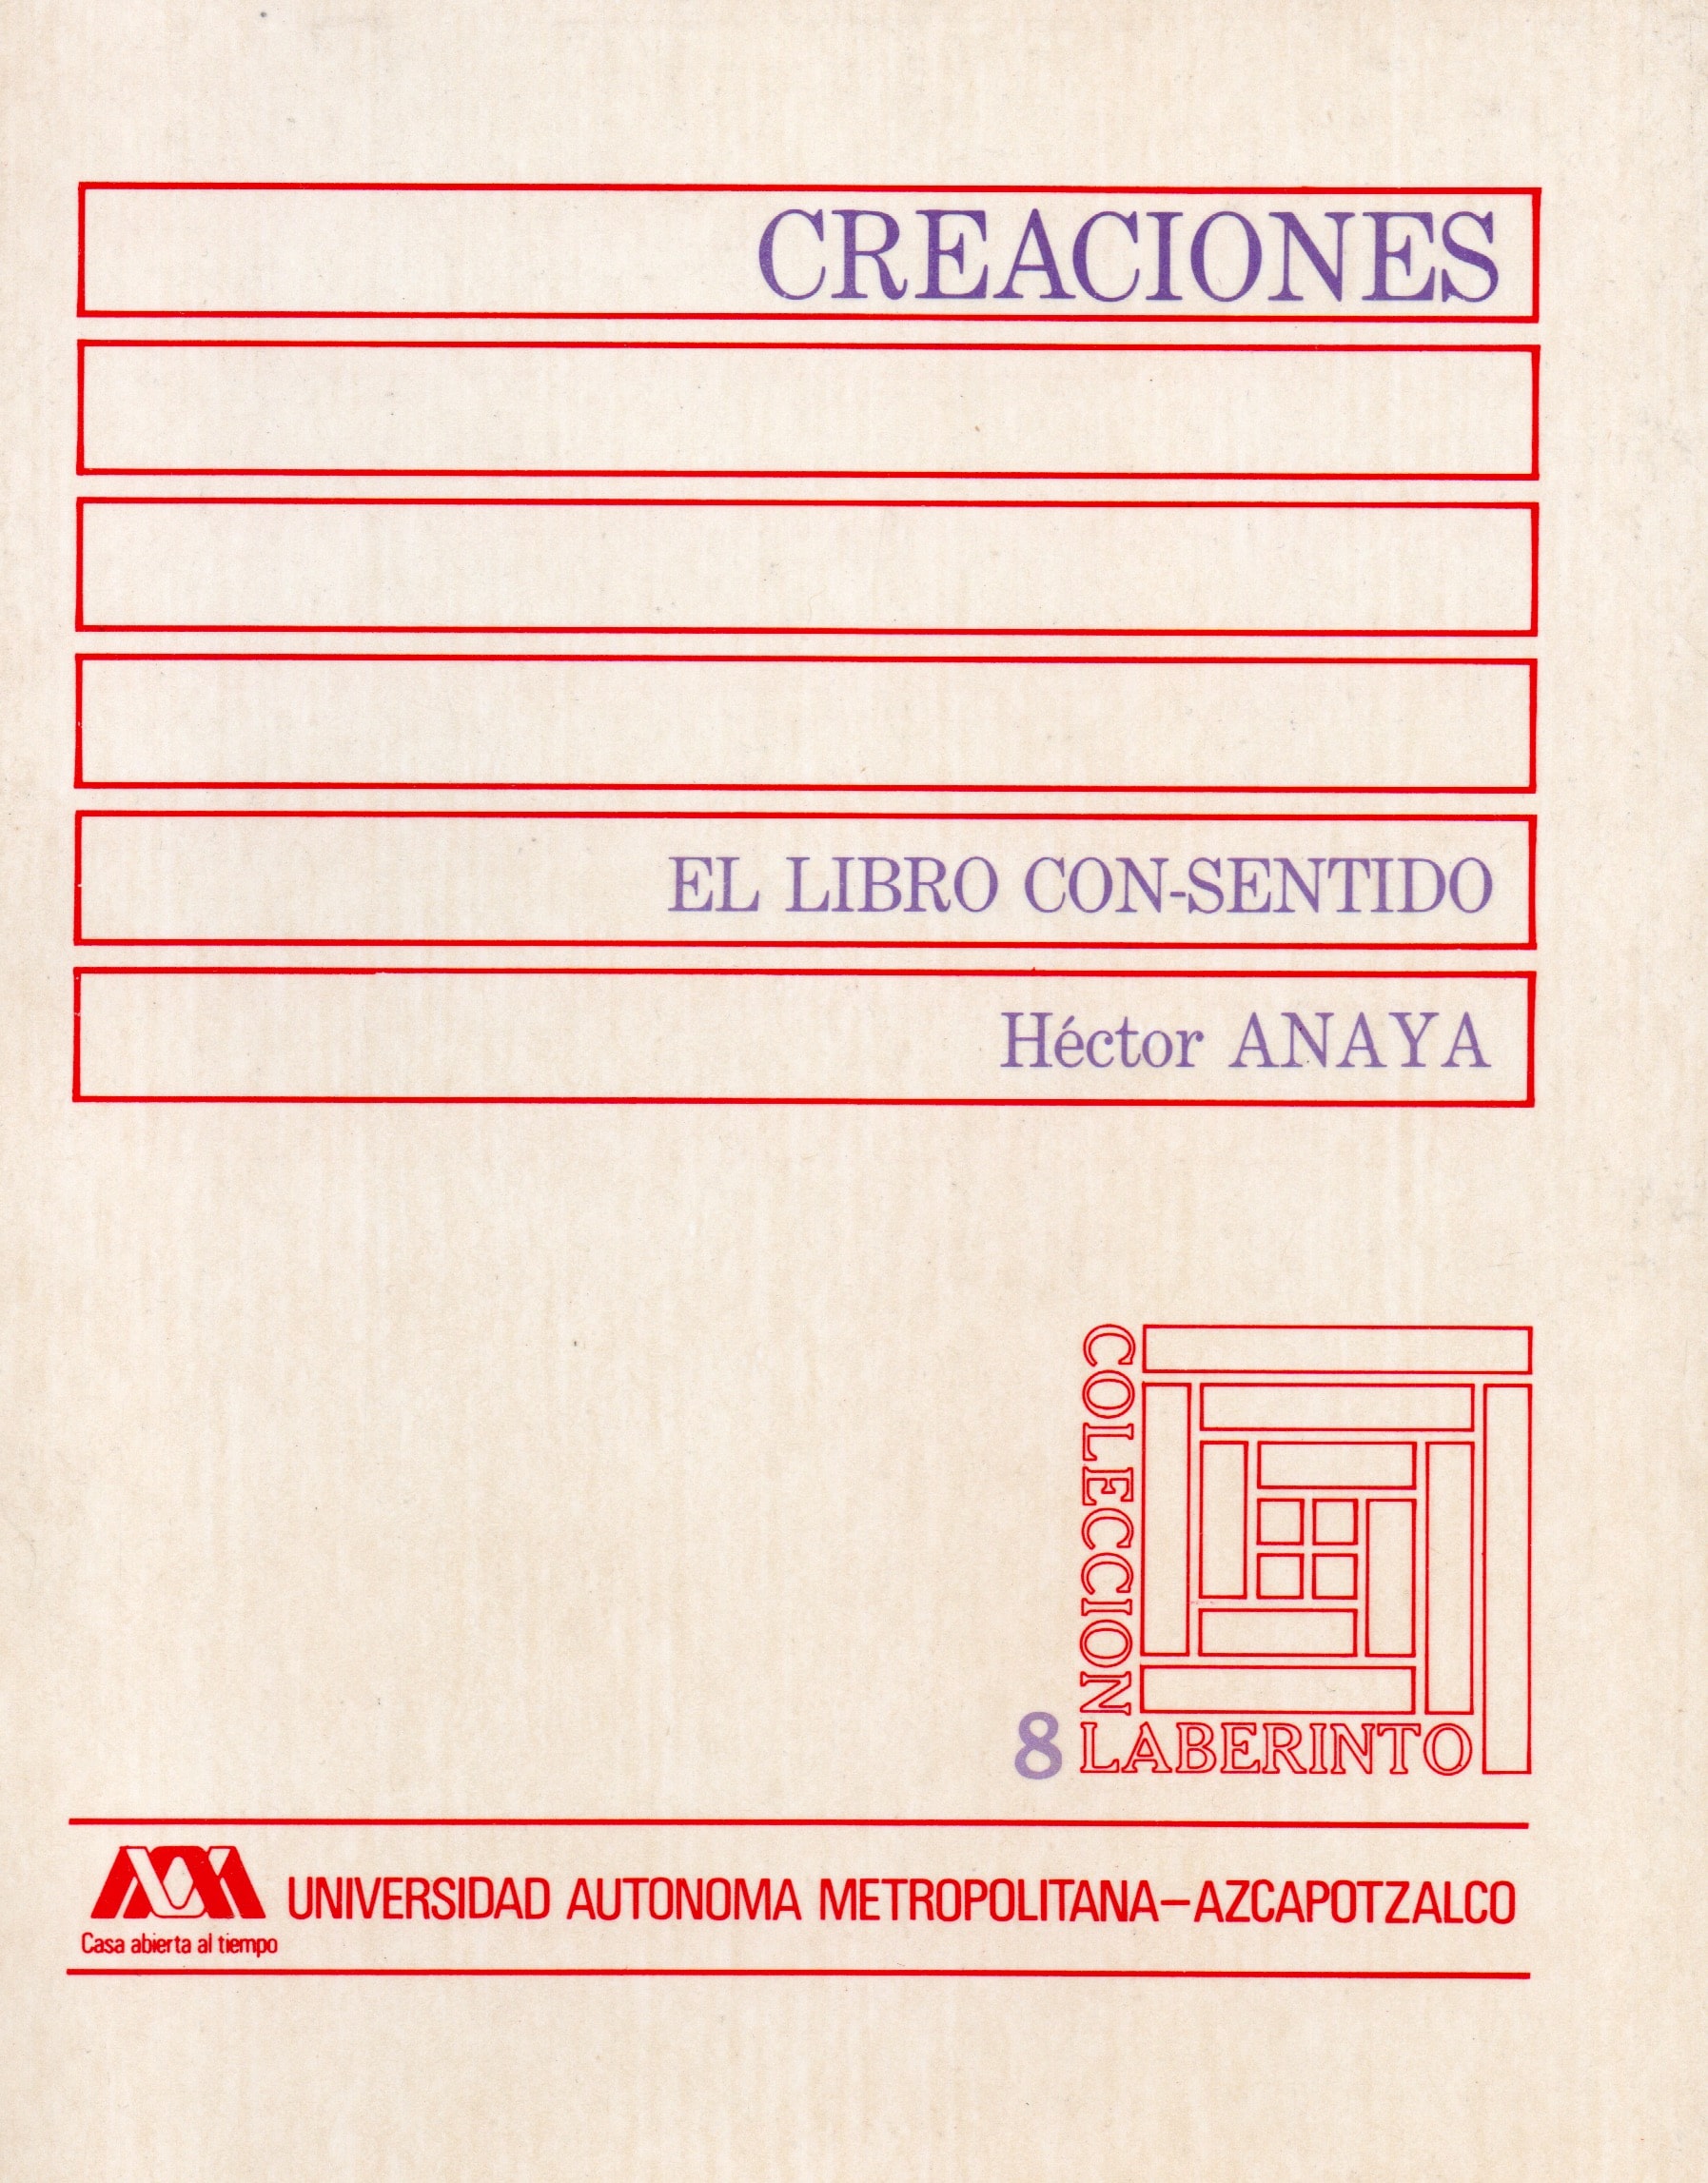 CREACIONES
EL LIBRO CON-SENTIDO
Héctor ANAYA
COLECCION
8 LABERINTO
UNIVERSIDAD AUTONOMA METROPOLITANA—AZCAPOTZALCO
Casa abierta al tiempo